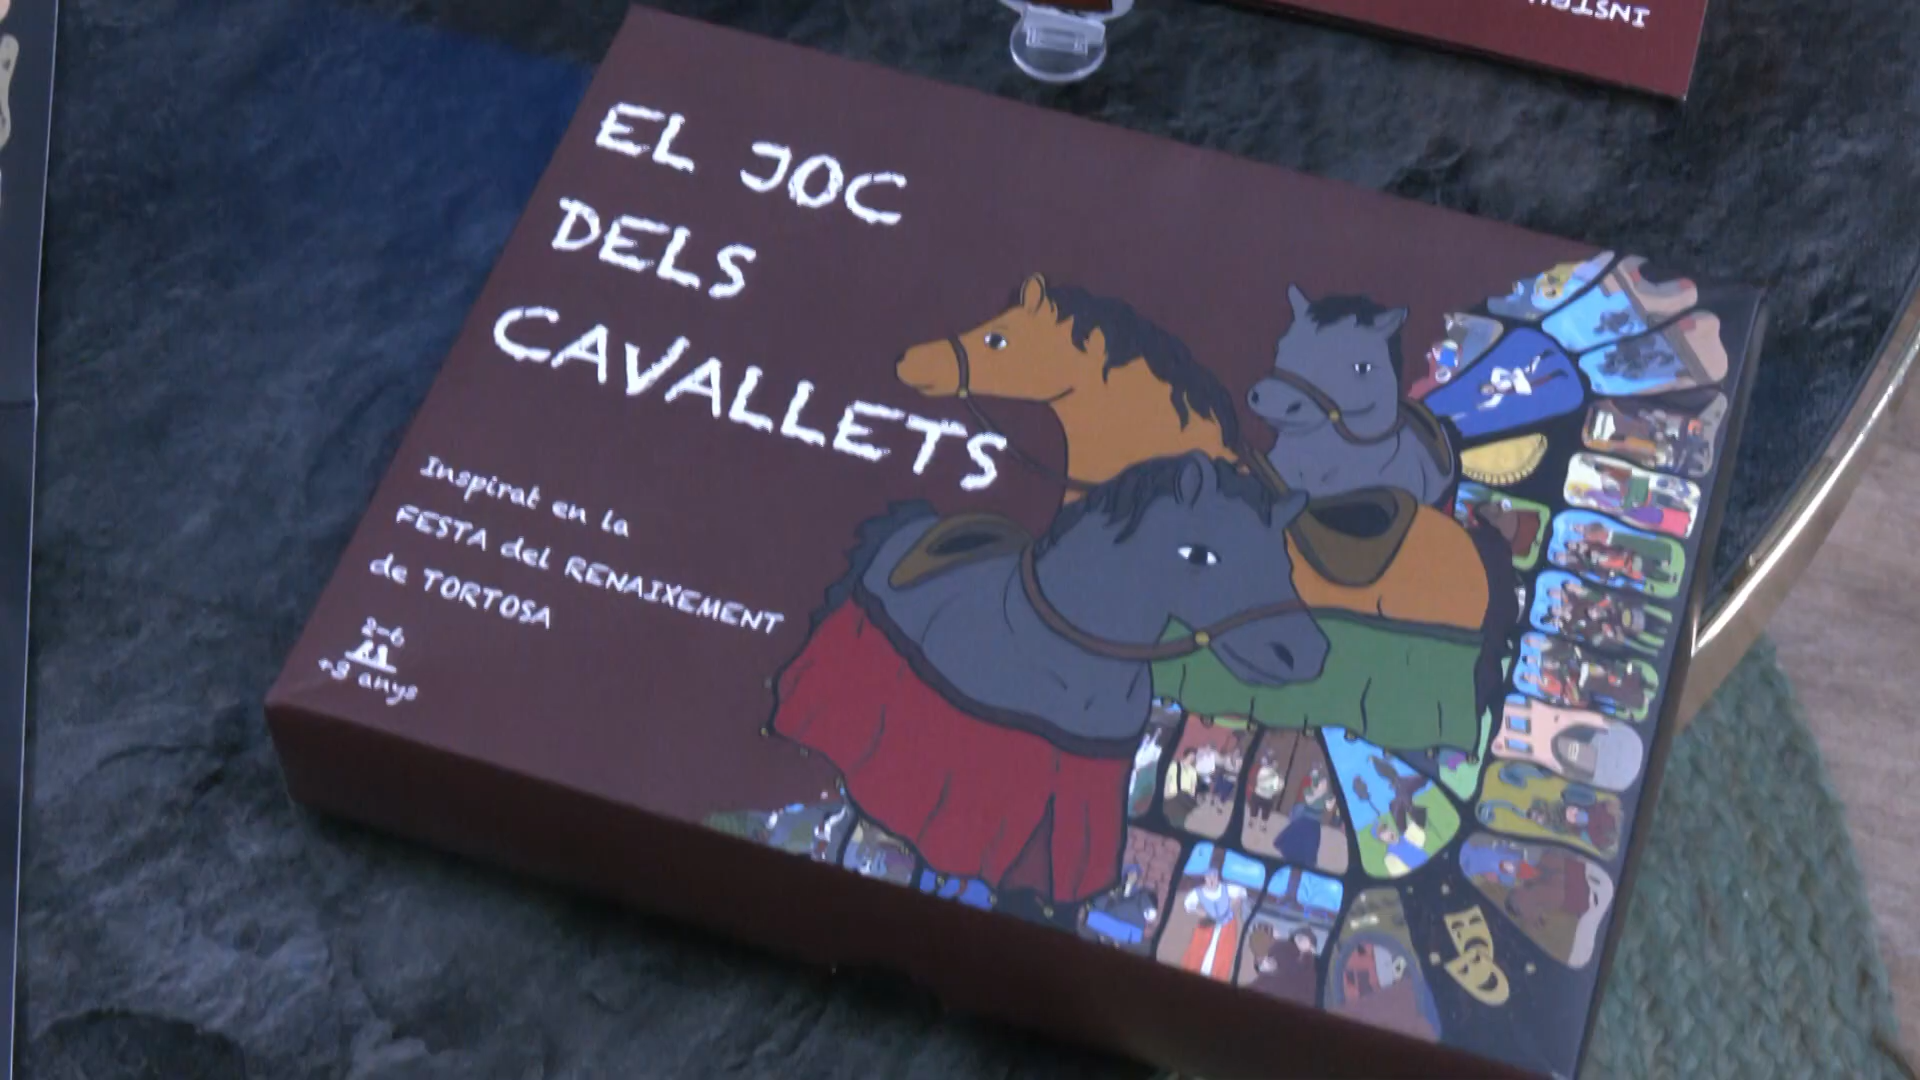 EL JOC
DELS
CAVALLETS
Inspirat en la
FESTA del RENAIXEMENT
de TORTOSA
2-6
+3 anys